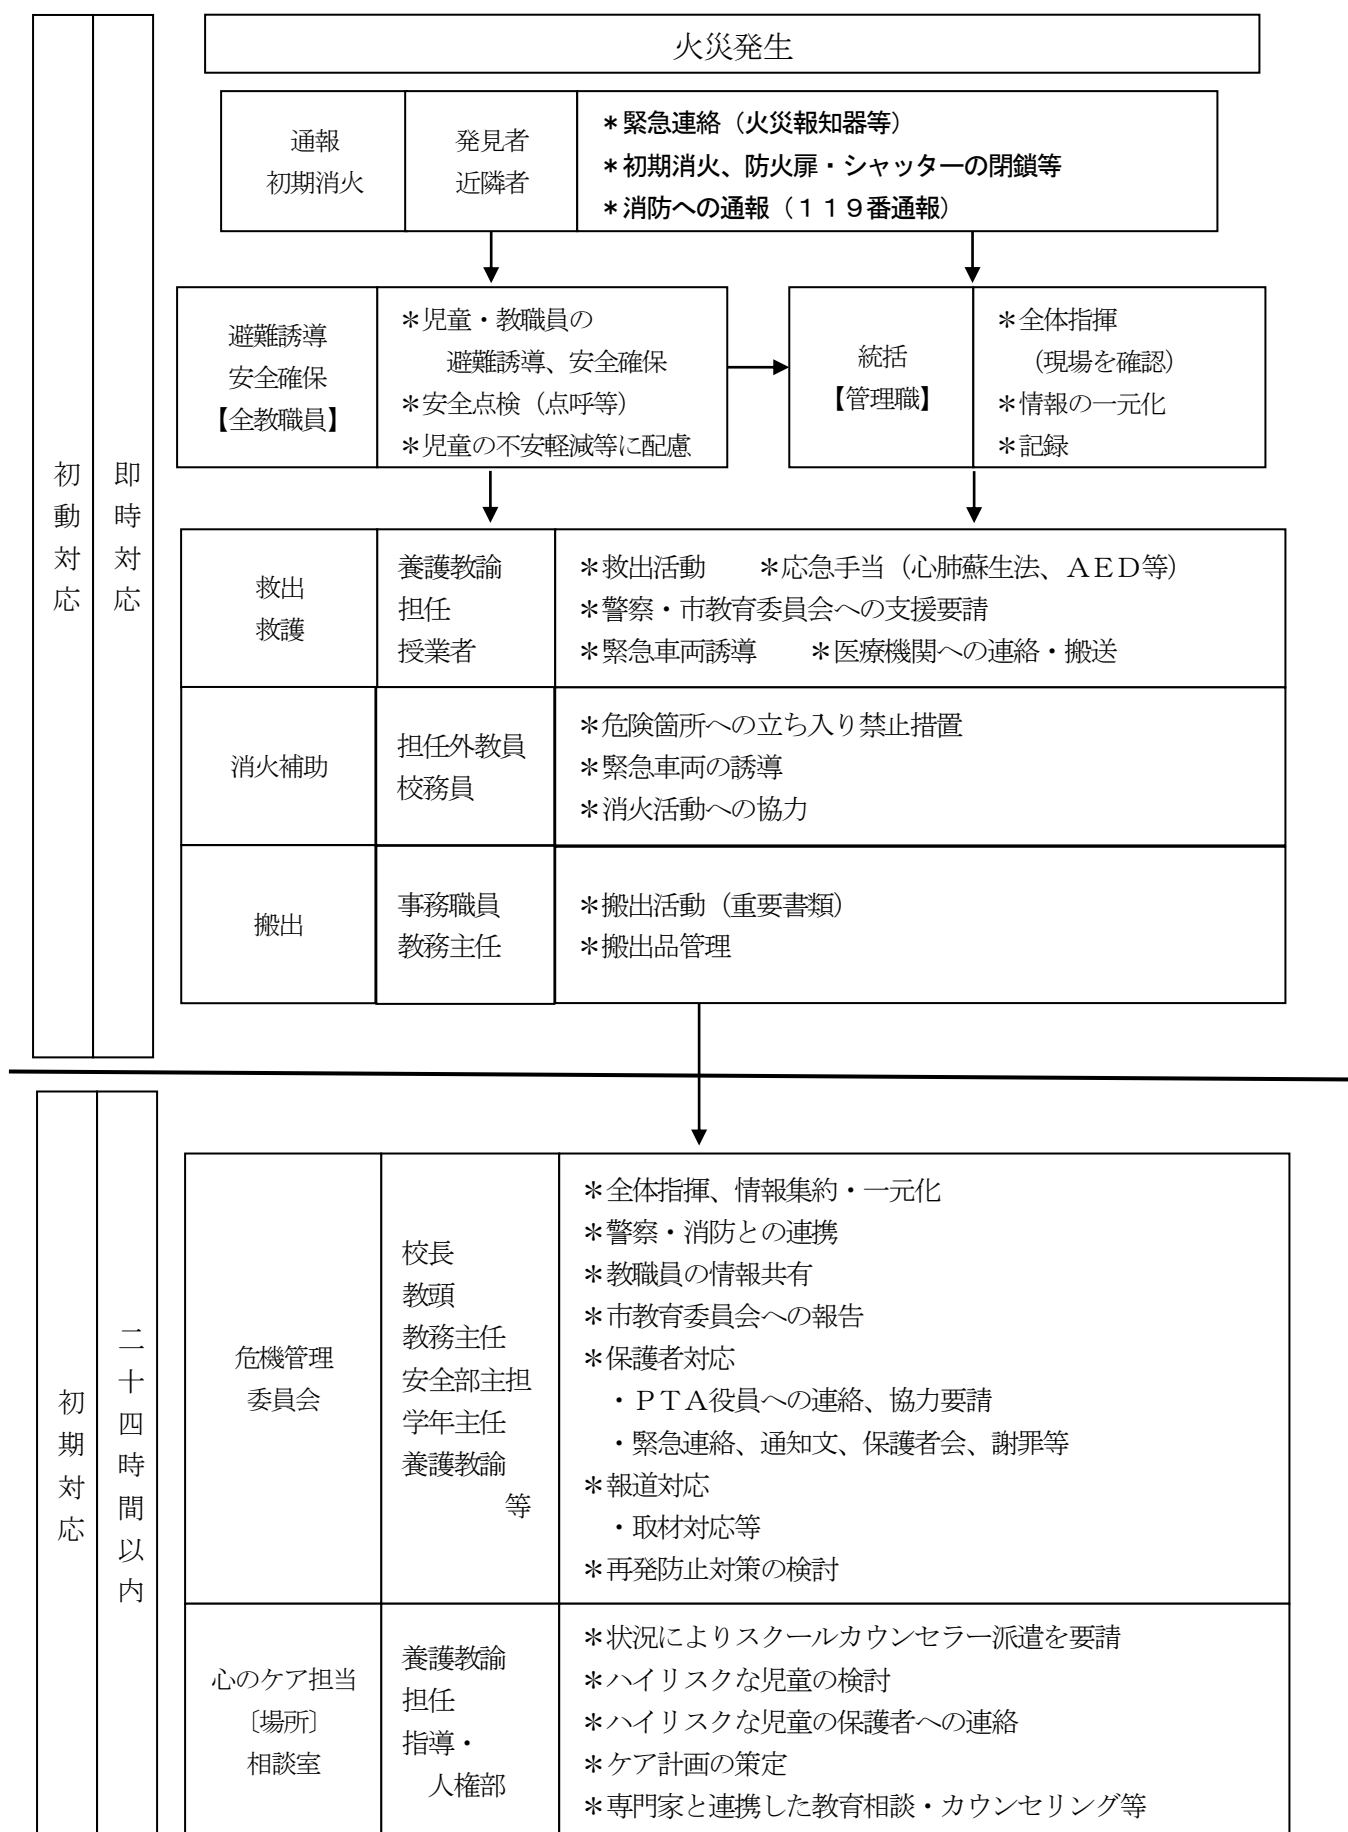 火災発生
通報
初期消火
発見者
近隣者
＊緊急連絡（火災報知器等）
＊初期消火、防火扉・シャッターの閉鎖等
＊消防への通報（１１９番通報）
避難誘導
安全確保
【全教職員】
＊児童・教職員の
避難誘導、安全確保
＊安全点検（点呼等）
＊児童の不安軽減等に配慮
統括
【管理職】
＊全体指揮
（現場を確認）
＊情報の一元化
＊記録
初動対応
即時対応
救出
救護
養護教諭
担任
授業者
＊救出活動　　＊応急手当（心肺蘇生法、ＡＥＤ等）
＊警察・市教育委員会への支援要請
＊緊急車両誘導　　＊医療機関への連絡・搬送
消火補助
担任外教員
校務員
＊危険箇所への立ち入り禁止措置
＊緊急車両の誘導
＊消火活動への協力
搬出
事務職員
教務主任
＊搬出活動（重要書類）
＊搬出品管理
初期対応
二十四時間以内
危機管理
委員会
校長
教頭
教務主任
安全部主担
学年主任
養護教諭
等
＊全体指揮、情報集約・一元化
＊警察・消防との連携
＊教職員の情報共有
＊市教育委員会への報告
＊保護者対応
・ＰＴＡ役員への連絡、協力要請
・緊急連絡、通知文、保護者会、謝罪等
＊報道対応
・取材対応等
＊再発防止対策の検討
心のケア担当
〔場所〕
相談室
養護教諭
担任
指導・
人権部
＊状況によりスクールカウンセラー派遣を要請
＊ハイリスクな児童の検討
＊ハイリスクな児童の保護者への連絡
＊ケア計画の策定
＊専門家と連携した教育相談・カウンセリング等